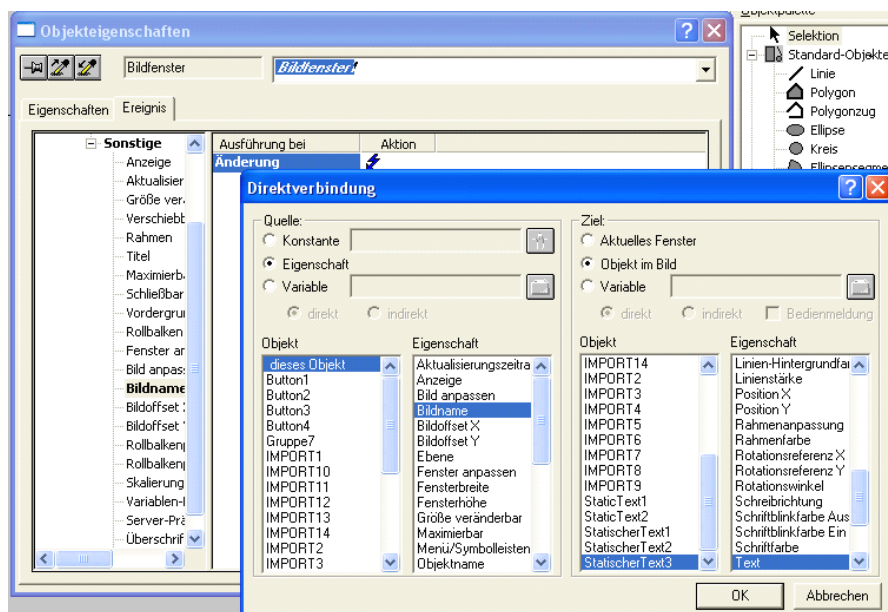 Objektpalette
Objekteigenschaften
Selektion
Standard-Objekte
Linie
Polygon
Polygonzug
Ellipse
Kreis
Ellipsensegme
Bildfenster
Bildfenster1
Eigenschaften
Ereignis
Sonstige
Anzeige
Aktualisier
Größe ver
Verschiebb
Rahmen
Titel
Maximierb
Schließbar
Vordergru
Rollbalken
Fenster ar
Bild anpas
Bildname
Bildoffset
Bildoffset
Rollbalken
Rollbalken
Skalierung
Variablen-
Server-Prä
Überschrif
Ausführung bei Aktion
Änderung
Direktverbindung
Quelle:
Konstante
Eigenschaft
Variable
direkt indirekt
Objekt
dieses Objekt
Button1
Button2
Button3
Button4
Gruppe7
IMPORT1
IMPORT10
IMPORT11
IMPORT12
IMPORT13
IMPORT14
IMPORT2
IMPORT3
Eigenschaft
Aktualisierungszeitra
Anzeige
Bild anpassen
Bildname
Bildoffset X
Bildoffset Y
Ebene
Fenster anpassen
Fensterbreite
Fensterhöhe
Größe veränderbar
Maximierbar
Menü/Symbolleisten
Objektname
Ziel:
Aktuelles Fenster
Objekt im Bild
Variable
direkt indirekt Bedienmeldung
Objekt
IMPORT14
IMPORT2
IMPORT3
IMPORT4
IMPORT5
IMPORT6
IMPORT7
IMPORT8
IMPORT9
StaticText1
StaticText2
StatischerText1
StatischerText2
StatischerText3
Eigenschaft
Linien-Hintergrundfar
Linienstärke
Position X
Position Y
Rahmenanpassung
Rahmenfarbe
Rotationsreferenz X
Rotationsreferenz Y
Rotationswinkel
Schreibrichtung
Schriftblinkfarbe Aus
Schriftblinkfarbe Ein
Schriftfarbe
Text
OK Abbrechen